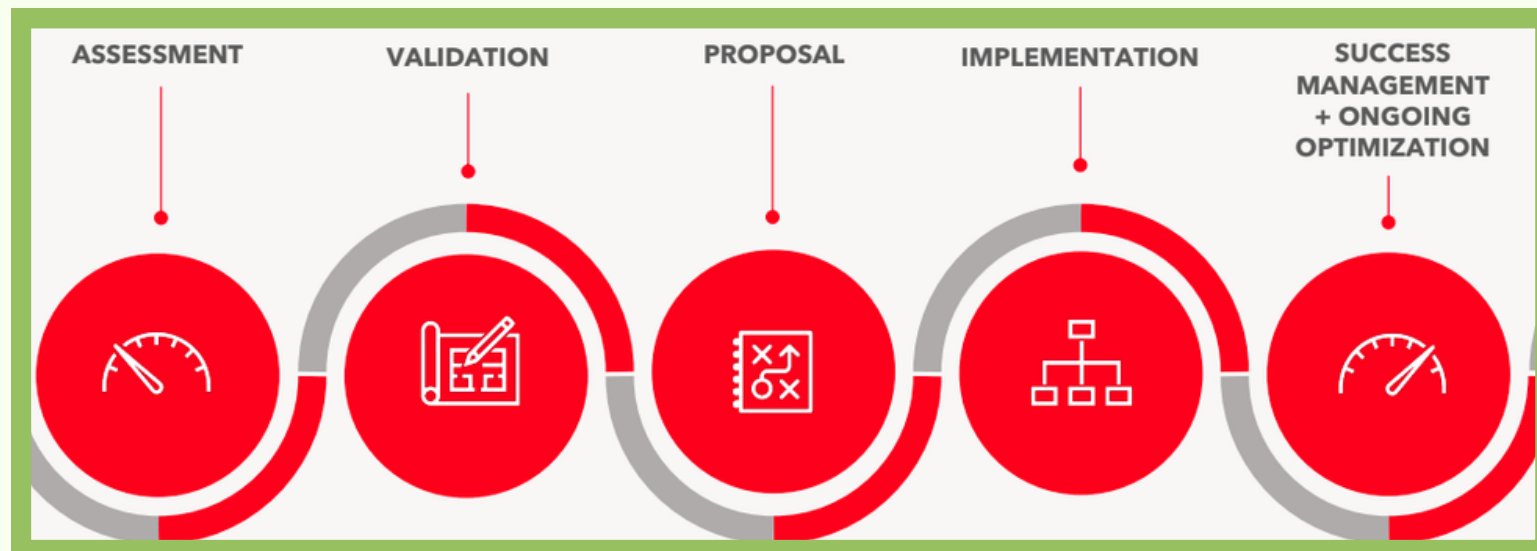 ASSESSMENT
VALIDATION
PROPOSAL
IMPLEMENTATION
SUCCESS
MANAGEMENT
+ ONGOING
OPTIMIZATION